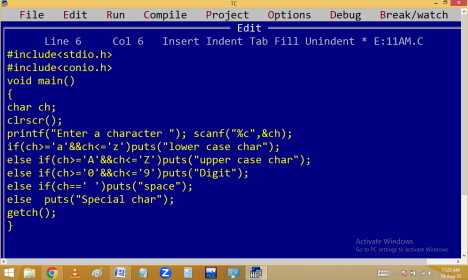 TC
File Edit Run Compile Project Options Debug Break/watch
Edit
Line 6 Col 6 Insert Indent Tab Fill Unindent * E:11AM.C
#include<stdio.h>
#include<conio.h>
void main()
{
char ch;
clrscr();
printf("Enter a character "); scanf("%c",&ch);
if(ch>='a'&&ch<='z')puts("lower case char");
else if(ch>='A'&&ch<='Z')puts("upper case char");
else if(ch>='0'&&ch<='9')puts("Digit");
else if(ch==' ')puts("space");
else  puts("Special char");
getch();
}
Activate Windows
Go to PC settings to activate Windows.